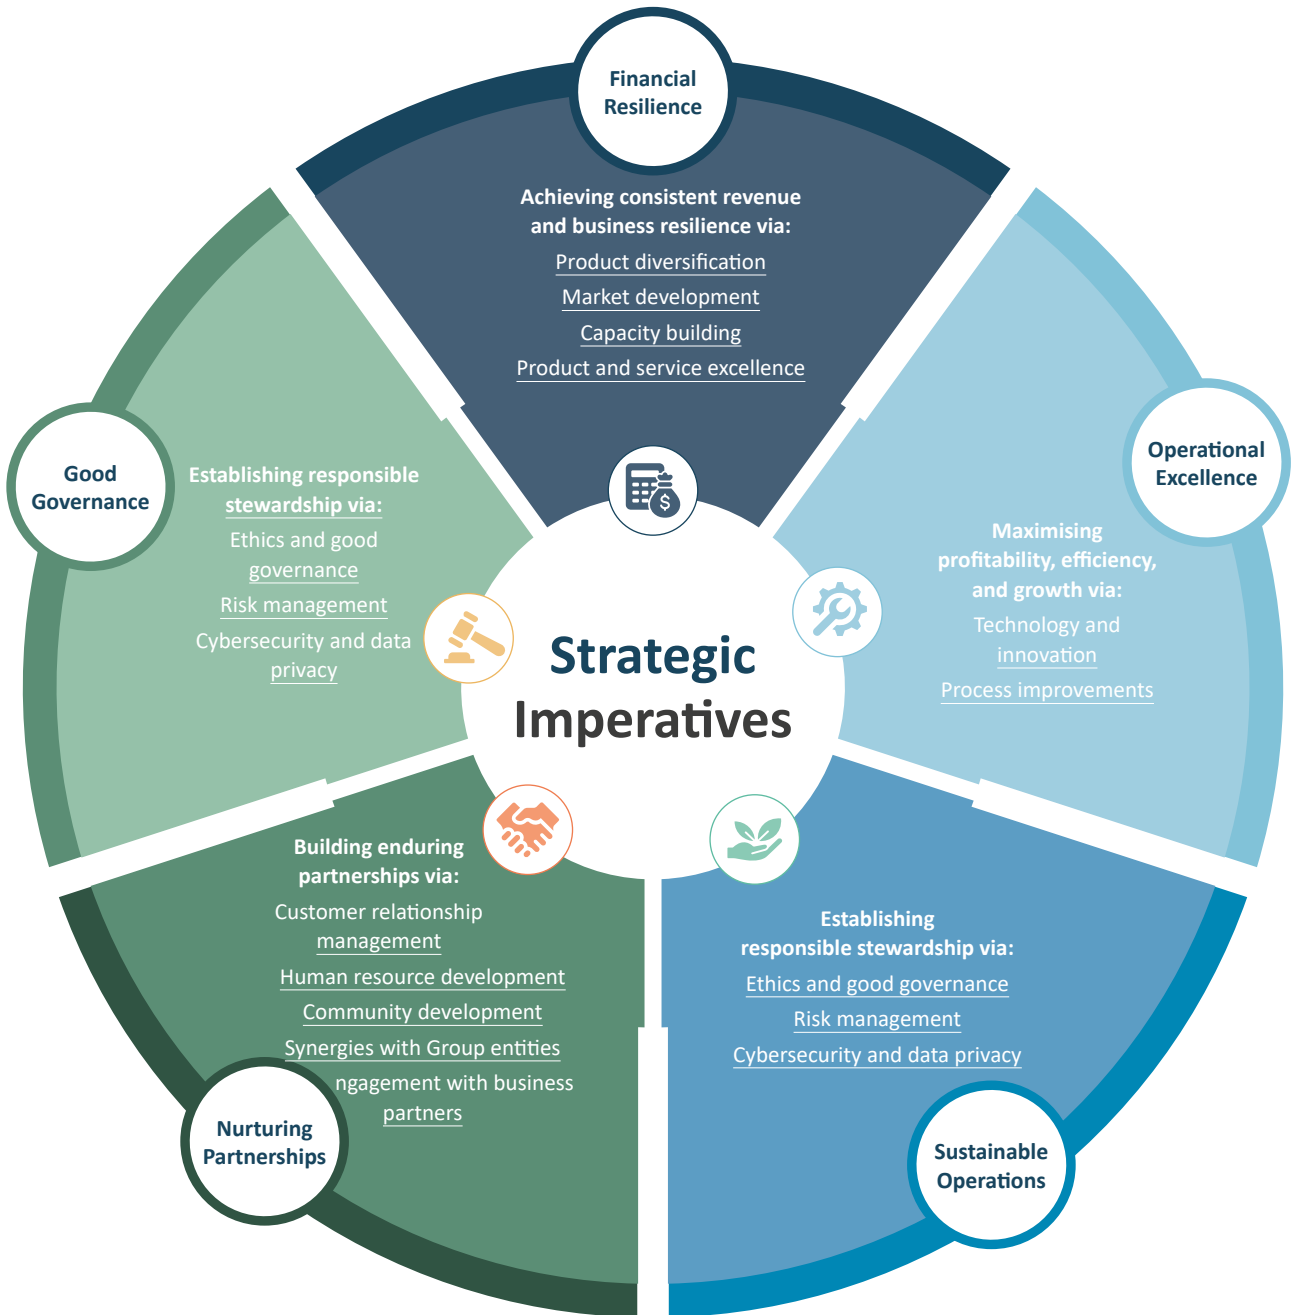 Financial
Resilience
Achieving consistent revenue
and business resilience via:
Product diversification
Market development
Capacity building
Product and service excellence
Operational
Excellence
Maximising
profitability, efficiency,
and growth via:
Technology and
innovation
Process improvements
Sustainable
Operations
Establishing
responsible stewardship via:
Ethics and good governance
Risk management
Cybersecurity and data privacy
Nurturing
Partnerships
Building enduring
partnerships via:
Customer relationship
management
Human resource development
Community development
Synergies with Group entities
ngagement with business
partners
Good
Governance
Establishing responsible
stewardship via:
Ethics and good
governance
Risk management
Cybersecurity and data
privacy
Strategic
Imperatives
$